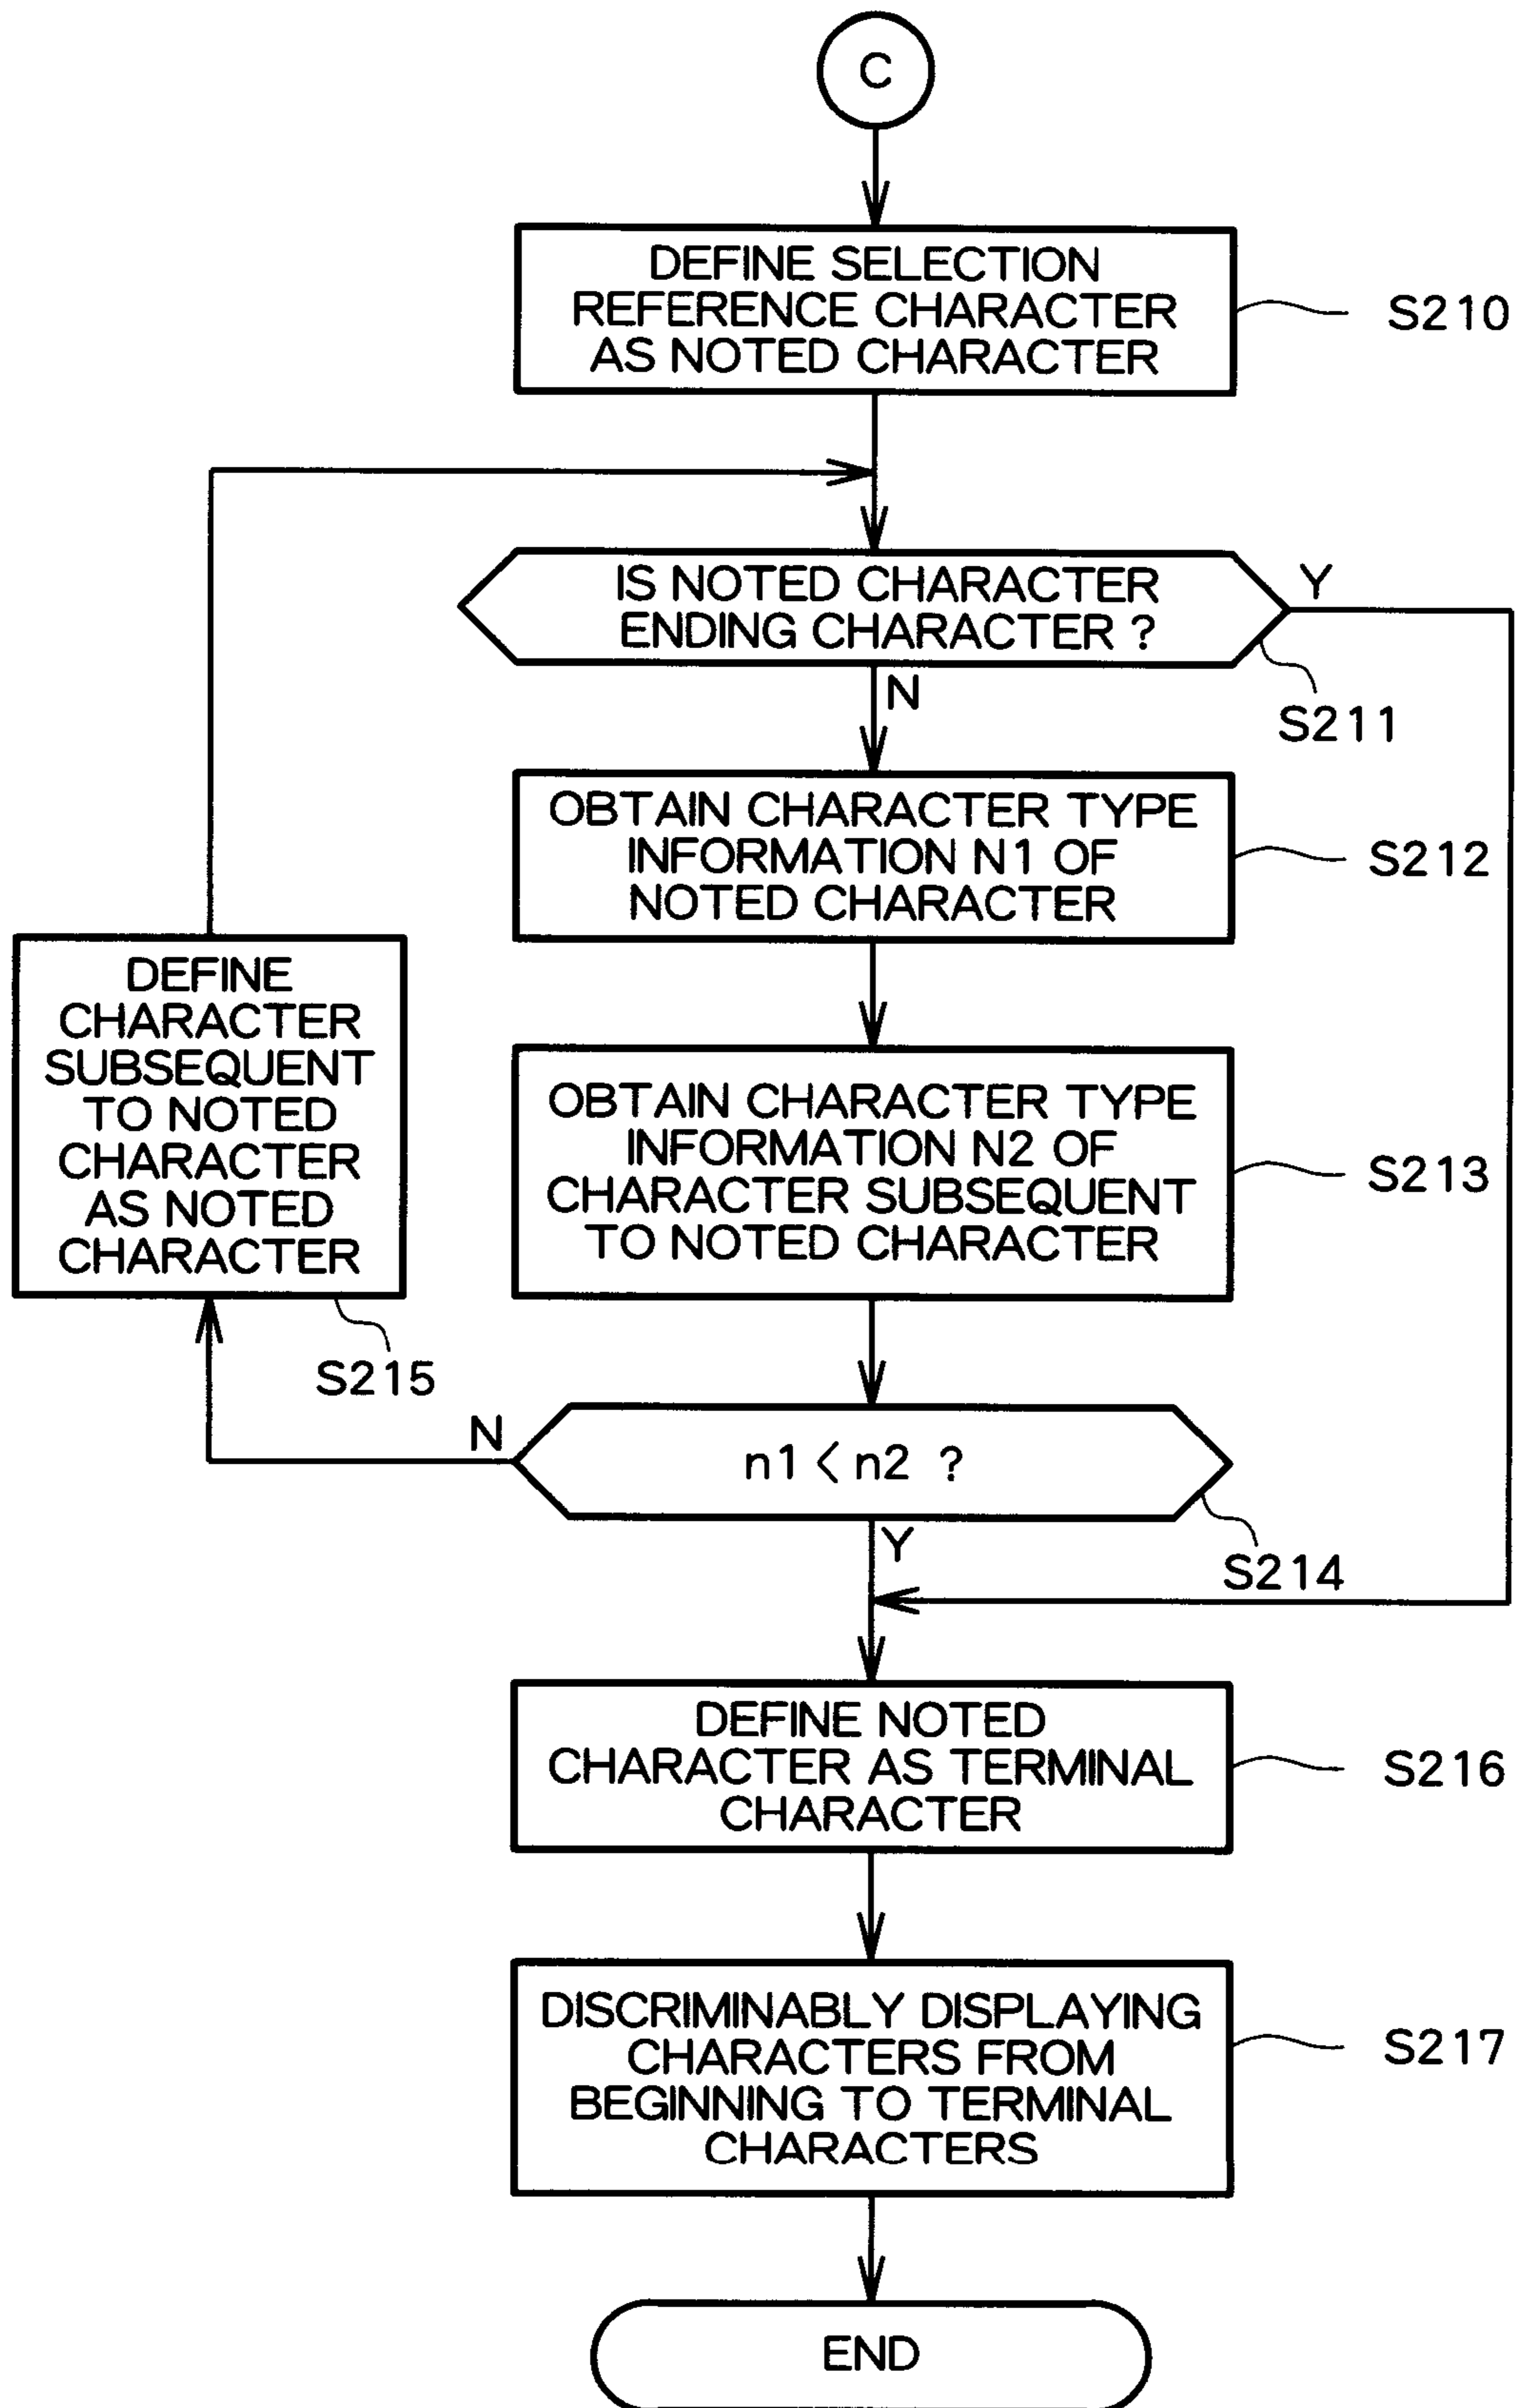 C
DEFINE SELECTION
REFERENCE CHARACTER
AS NOTED CHARACTER
S210
IS NOTED CHARACTER
ENDING CHARACTER ?
Y
N
S211
OBTAIN CHARACTER TYPE
INFORMATION N1 OF
NOTED CHARACTER
S212
DEFINE
CHARACTER
SUBSEQUENT
TO NOTED
CHARACTER
AS NOTED
CHARACTER
S215
OBTAIN CHARACTER TYPE
INFORMATION N2 OF
CHARACTER SUBSEQUENT
TO NOTED CHARACTER
S213
N
n1 < n2 ?
Y
S214
DEFINE NOTED
CHARACTER AS TERMINAL
CHARACTER
S216
DISCRIMINABLY DISPLAYING
CHARACTERS FROM
BEGINNING TO TERMINAL
CHARACTERS
S217
END